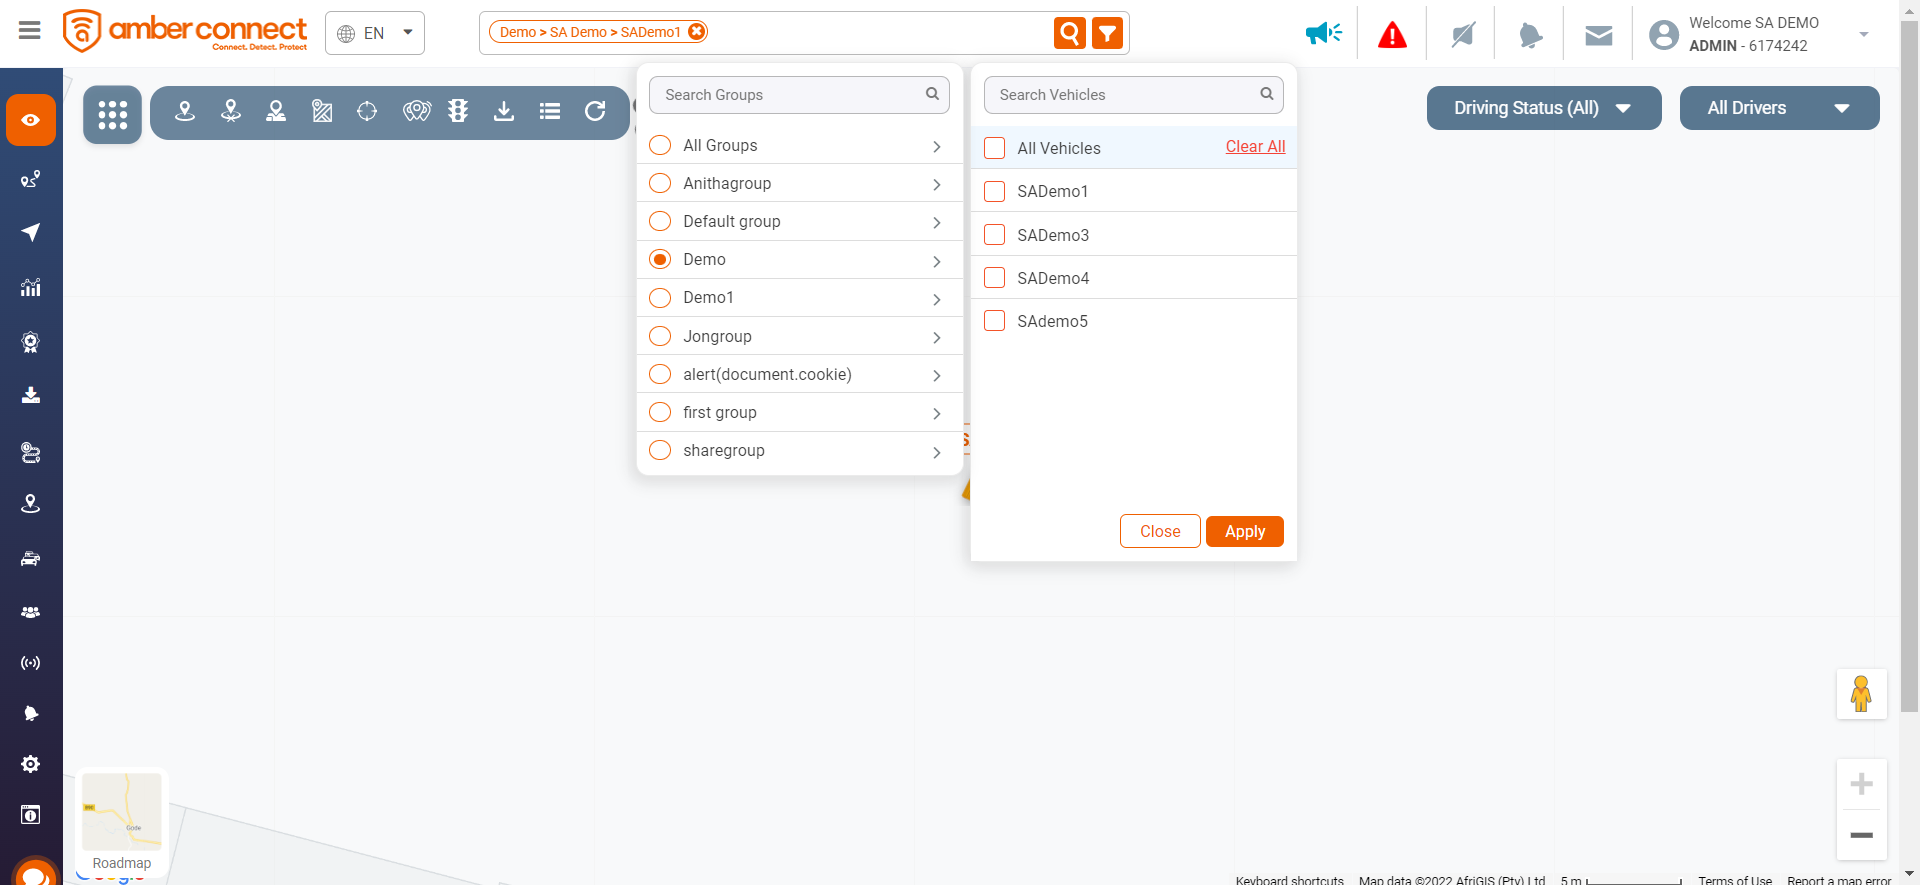 amber connect
Connect. Detect. Protect
EN
Demo > SA Demo > SADemo1
Welcome SA DEMO
ADMIN - 6174242
Search Groups
All Groups
Anithagroup
Default group
Demo
Demo1
Jongroup
alert(document.cookie)
first group
sharegroup
Search Vehicles
All Vehicles
Clear All
SADemo1
SADemo3
SADemo4
SAdemo5
Close
Apply
Driving Status (All)
All Drivers
Gode
Roadmap
Google
Keyboard shortcuts
Map data ©2022 AfriGIS (Pty) Ltd
5 m
Terms of Use
Report a map error